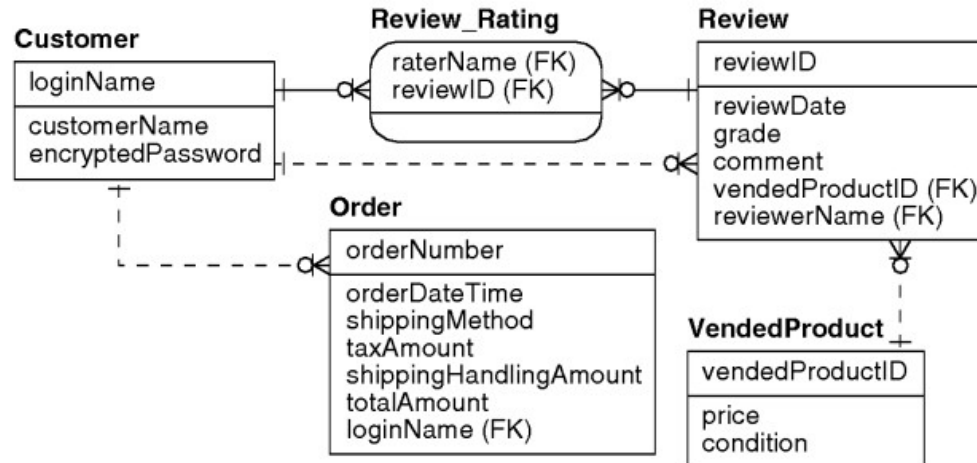 Customer
loginName
customerName
encryptedPassword
Review_Rating
raterName (FK)
reviewID (FK)
Review
reviewID
reviewDate
grade
comment
vendedProductID (FK)
reviewerName (FK)
Order
orderNumber
orderDateTime
shippingMethod
taxAmount
shippingHandlingAmount
totalAmount
loginName (FK)
VendedProduct
vendedProductID
price
condition